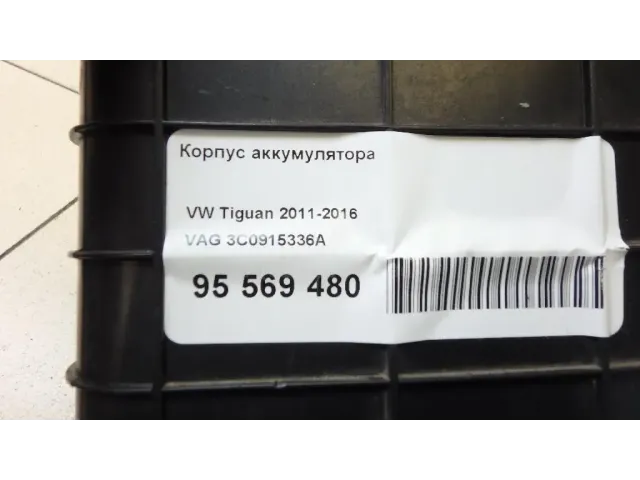 Корпус аккумулятора
VW Tiguan 2011-2016
VAG 3C0915336A
95 569 480